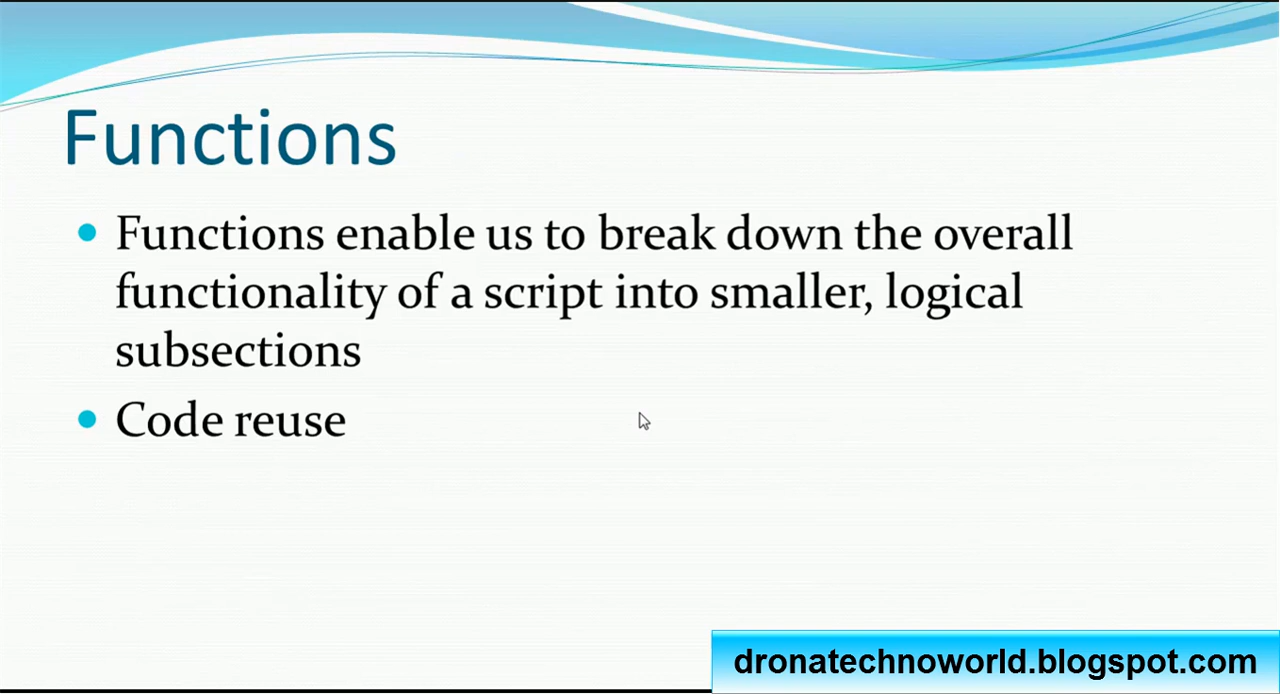 Functions
Functions enable us to break down the overall
functionality of a script into smaller, logical
subsections
Code reuse
dronatechnoworld.blogspot.com